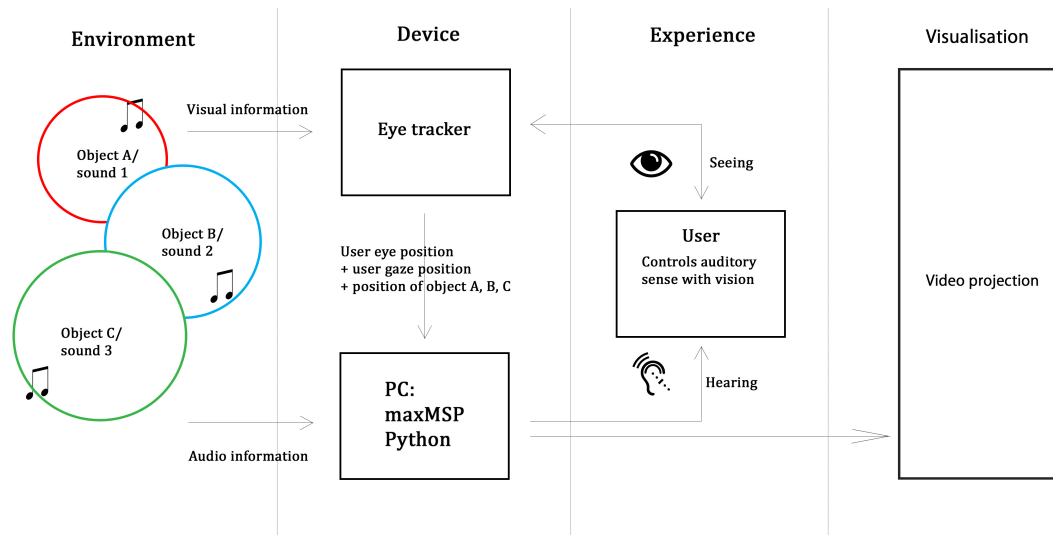 Environment
Device
Experience
Visualisation
Visual information
Object A/
sound 1
Object B/
sound 2
Object C/
sound 3
Audio information
Eye tracker
User eye position
+ user gaze position
+ position of object A, B, C
PC:
maxMSP
Python
Seeing
User
Controls auditory
sense with vision
Hearing
Video projection